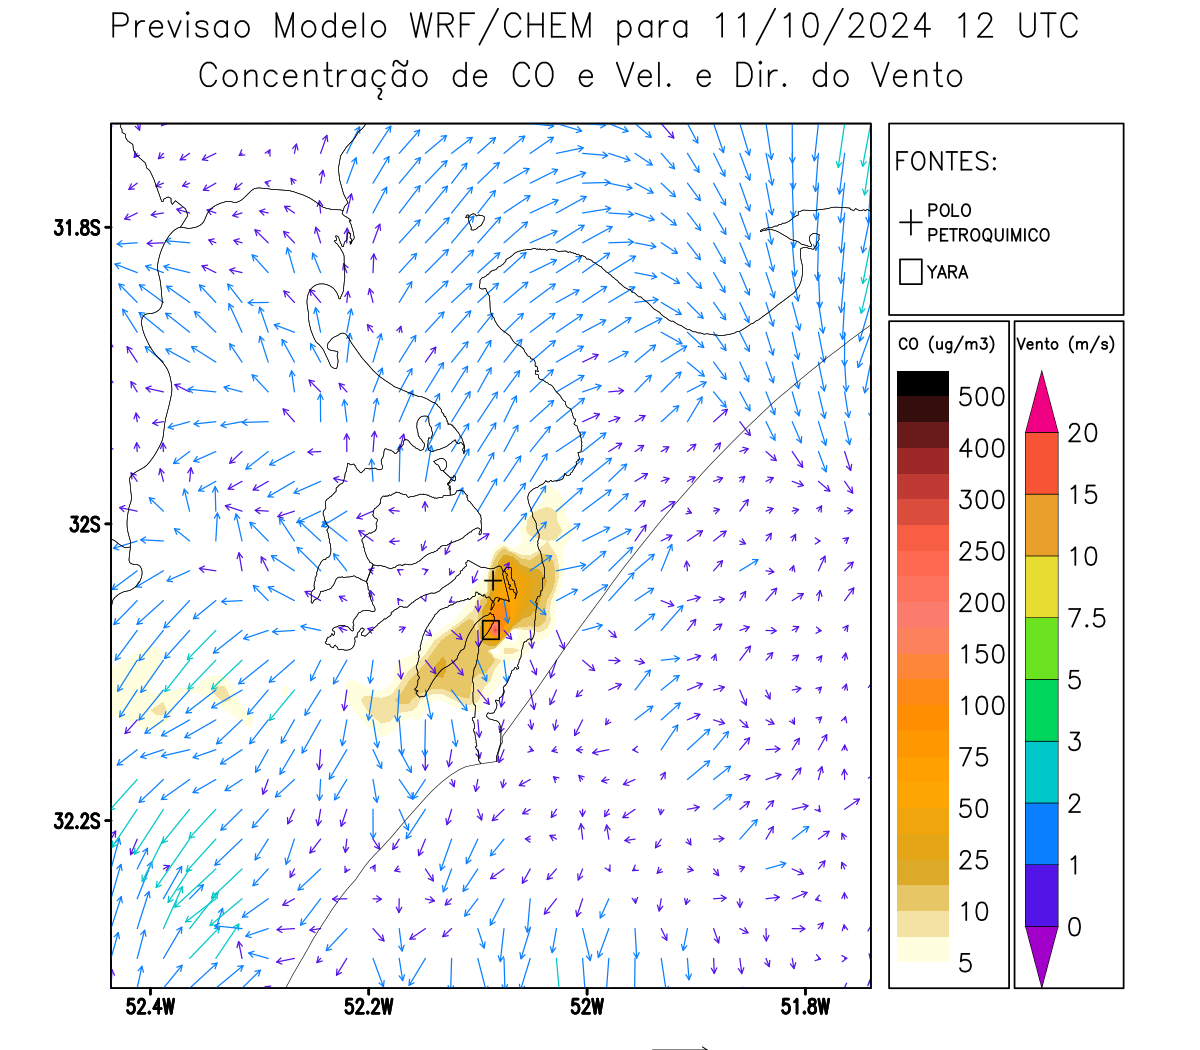 Previsao Modelo WRF/CHEM para 11/10/2024 12 UTC
Concentração de CO e Vel. e Dir. do Vento
FONTES:
POLO
PETROQUIMICO
YARA
CO (ug/m3)
500
400
300
250
200
150
100
75
50
25
10
5
Vento (m/s)
20
15
10
7.5
5
3
2
1
0
31.8S
32S
32.2S
52.4W
52.2W
52W
51.8W